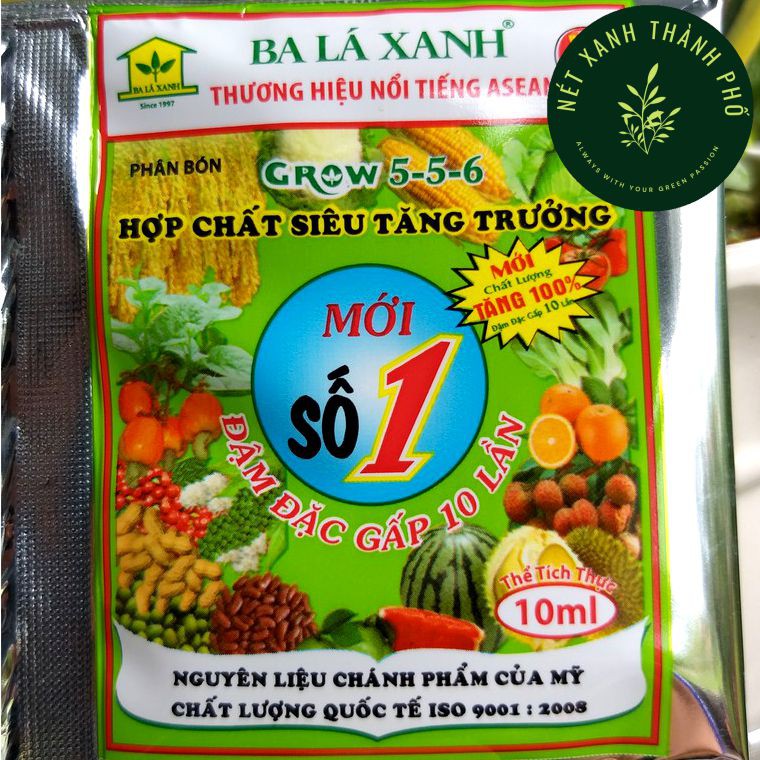 BA LÁ XANH®
THƯƠNG HIỆU NỔI TIẾNG ASEAN
BA LÁ XANH
Since 1997
NÉT XANH THÀNH PHỐ
ALWAYS WITH YOUR GREEN PASSION
PHÂN BÓN
GROW 5-5-6
HỢP CHẤT SIÊU TĂNG TRƯỞNG
MỚI
Chất Lượng
TĂNG 100%
Đậm Đặc Gấp 10 Lần
MỚI
SỐ 1
ĐẬM ĐẶC GẤP 10 LẦN
Thể Tích Thực
10ml
NGUYÊN LIỆU CHÁNH PHẨM CỦA MỸ
CHẤT LƯỢNG QUỐC TẾ ISO 9001 : 2008